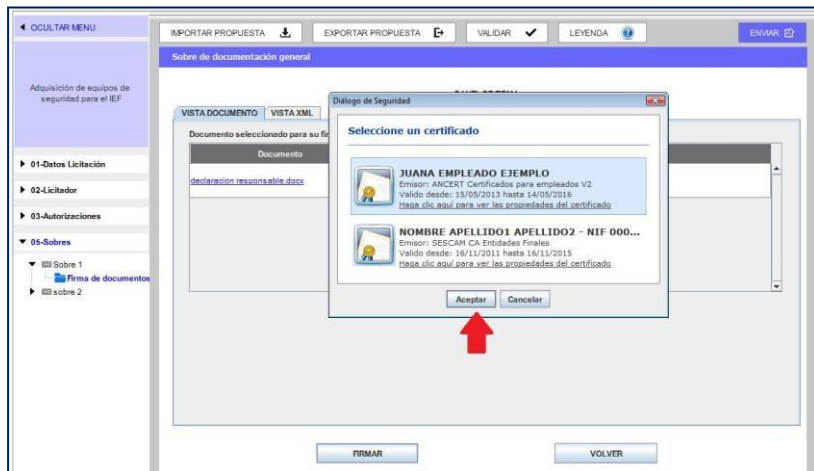 OCULTAR MENU
IMPORTAR PROPUESTA
EXPORTAR PROPUESTA
VALIDAR
LEYENDA
ENVIAR
Adquisición de equipos de
seguridad para el IEF
01-Datos Licitación
02-Licitador
03-Autorizaciones
05-Sobres
Sobre 1
Firma de documentos
sobre 2
Sobre de documentación general
VISTA DOCUMENTO
VISTA XML
Documento seleccionado para su
Documento
declaracion responsable.docx
Diálogo de Seguridad
Seleccione un certificado
JUANA EMPLEADO EJEMPLO
Emisor: ANCERT Certificados para empleados V2
Valido desde: 15/05/2013 hasta 14/05/2016
Haga clic aquí para ver las propiedades del certificado
NOMBRE APELLIDO1 APELLIDO2 - NIF 000...
Emisor: SESCAM CA Entidades Finales
Valido desde: 16/11/2011 hasta 16/11/2015
Haga clic aquí para ver las propiedades del certificado
Aceptar
Cancelar
FIRMAR
VOLVER